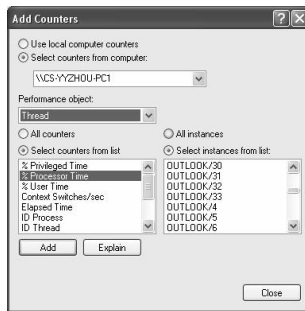 Add Counters
Use local computer counters
Select counters from computer:
\\CS-YYZHOU-PC1
Performance object:
Thread
All counters
All instances
Select counters from list
Select instances from list:
% Privileged Time
% Processor Time
% User Time
Context Switches/sec
Elapsed Time
ID Process
ID Thread
OUTLOOK/30
OUTLOOK/31
OUTLOOK/32
OUTLOOK/33
OUTLOOK/4
OUTLOOK/5
OUTLOOK/6
Add
Explain
Close